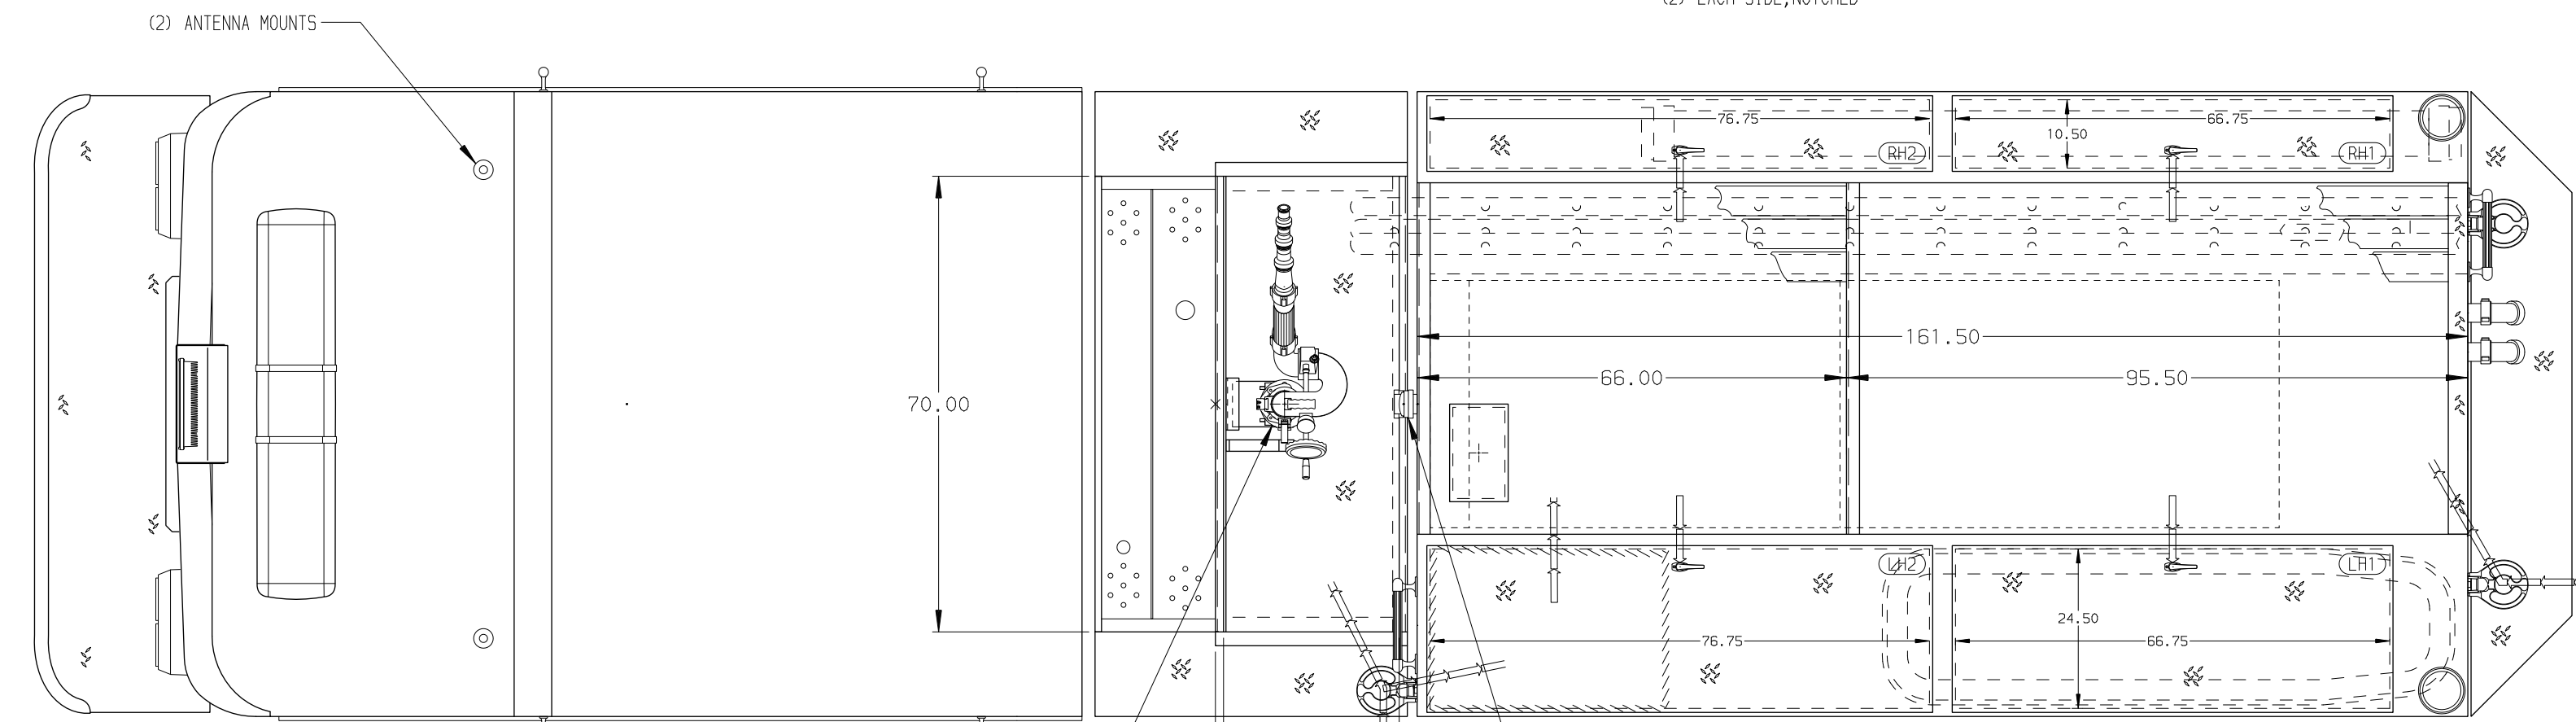 (2) EACH SIDE,NOTCHED
(2) ANTENNA MOUNTS
76.75
66.75
10.50
RH2
RH1
161.50
66.00
95.50
70.00
LH2
LH1
24.50
76.75
66.75